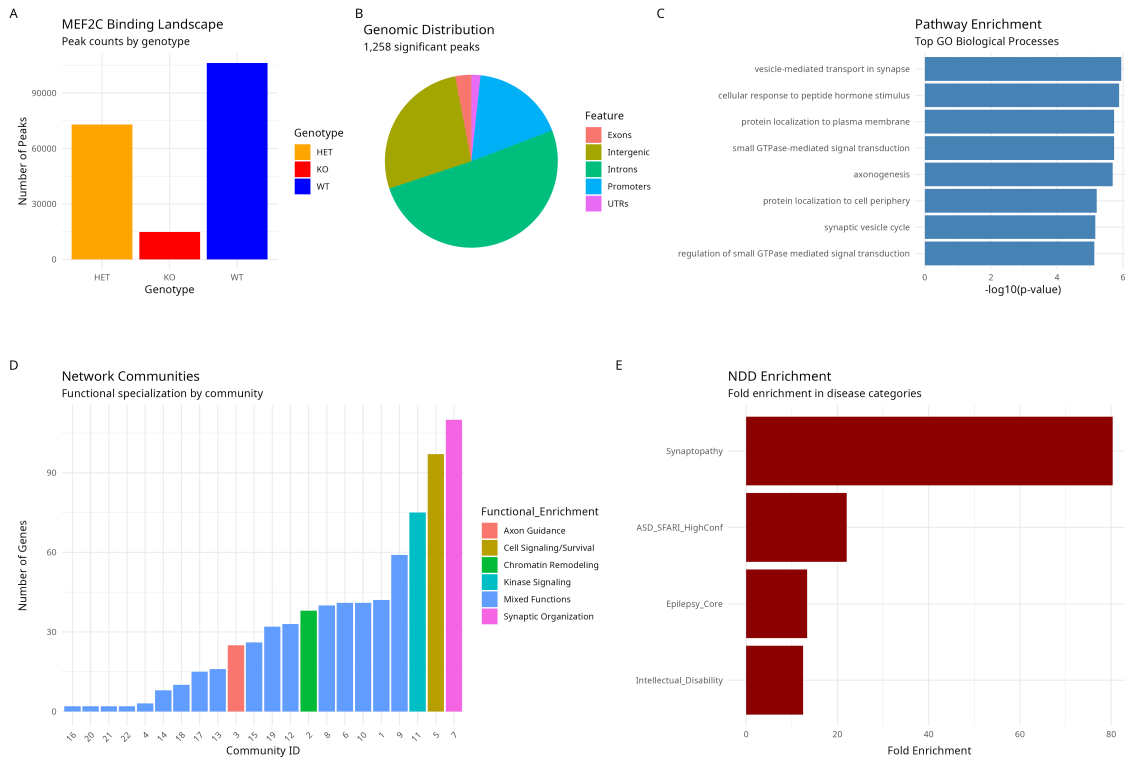 A
MEF2C Binding Landscape
Peak counts by genotype
Number of Peaks
90000
60000
30000
0
HET
KO
WT
Genotype
Genotype
HET
KO
WT
B
Genomic Distribution
1,258 significant peaks
Feature
Exons
Intergenic
Introns
Promoters
UTRs
C
Pathway Enrichment
Top GO Biological Processes
vesicle-mediated transport in synapse
cellular response to peptide hormone stimulus
protein localization to plasma membrane
small GTPase-mediated signal transduction
axonogenesis
protein localization to cell periphery
synaptic vesicle cycle
regulation of small GTPase mediated signal transduction
0
2
4
6
-log10(p-value)
D
Network Communities
Functional specialization by community
Number of Genes
90
60
30
0
16
20
21
22
4
14
18
17
13
3
15
19
12
2
8
6
10
1
9
11
5
7
Community ID
Functional_Enrichment
Axon Guidance
Cell Signaling/Survival
Chromatin Remodeling
Kinase Signaling
Mixed Functions
Synaptic Organization
E
NDD Enrichment
Fold enrichment in disease categories
Synaptopathy
ASD_SFARI_HighConf
Epilepsy_Core
Intellectual_Disability
0
20
40
60
80
Fold Enrichment